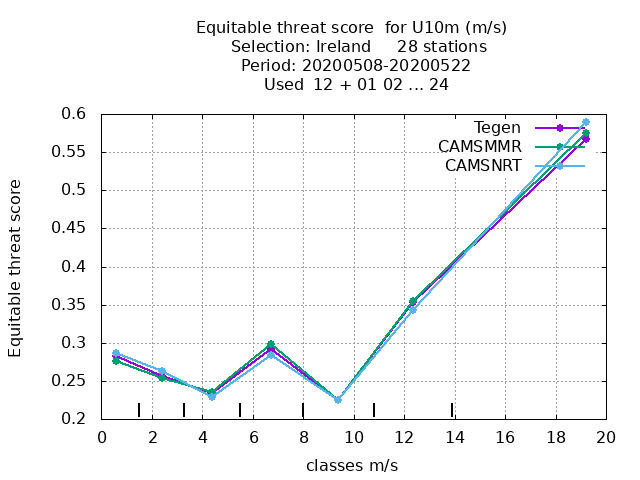 Equitable threat score  for U10m (m/s)
Selection: Ireland     28 stations
Period: 20200508-20200522
Used  12 + 01 02 ... 24
Equitable threat score
0.6
0.55
0.5
0.45
0.4
0.35
0.3
0.25
0.2
Tegen
CAMSMMR
CAMSNRT
0 2 4 6 8 10 12 14 16 18 20
classes m/s